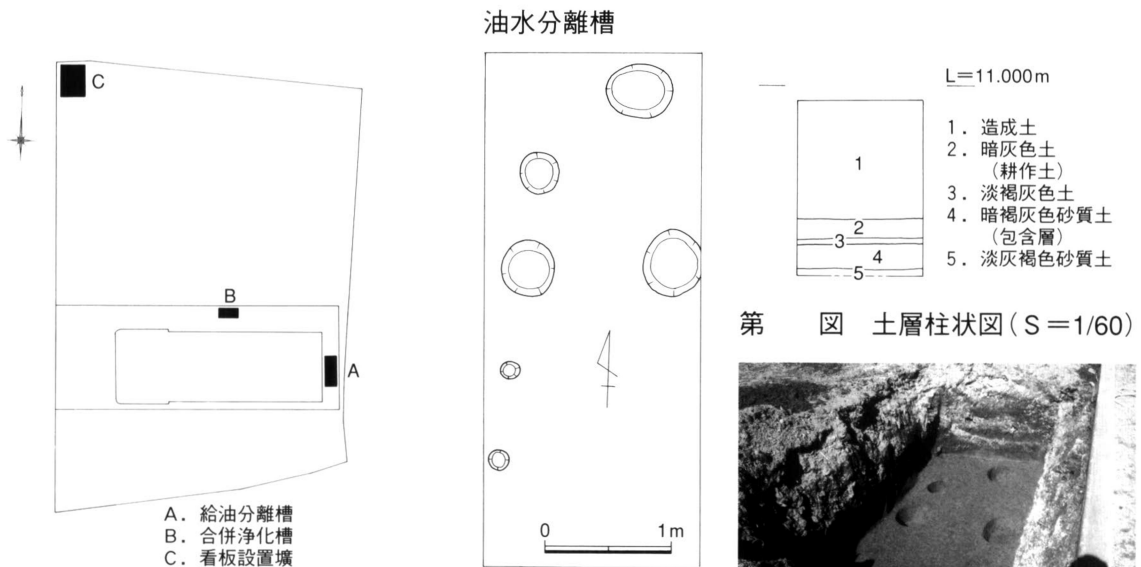 油水分離槽
C
B
A
A．給油分離槽
B．合併浄化槽
C．看板設置壙
0 1m
L＝11.000m
1
2
3
4
5
1．造成土
2．暗灰色土
（耕作土）
3．淡褐灰色土
4．暗褐灰色砂質土
（包含層）
5．淡灰褐色砂質土
第　図　土層柱状図（S＝1/60）